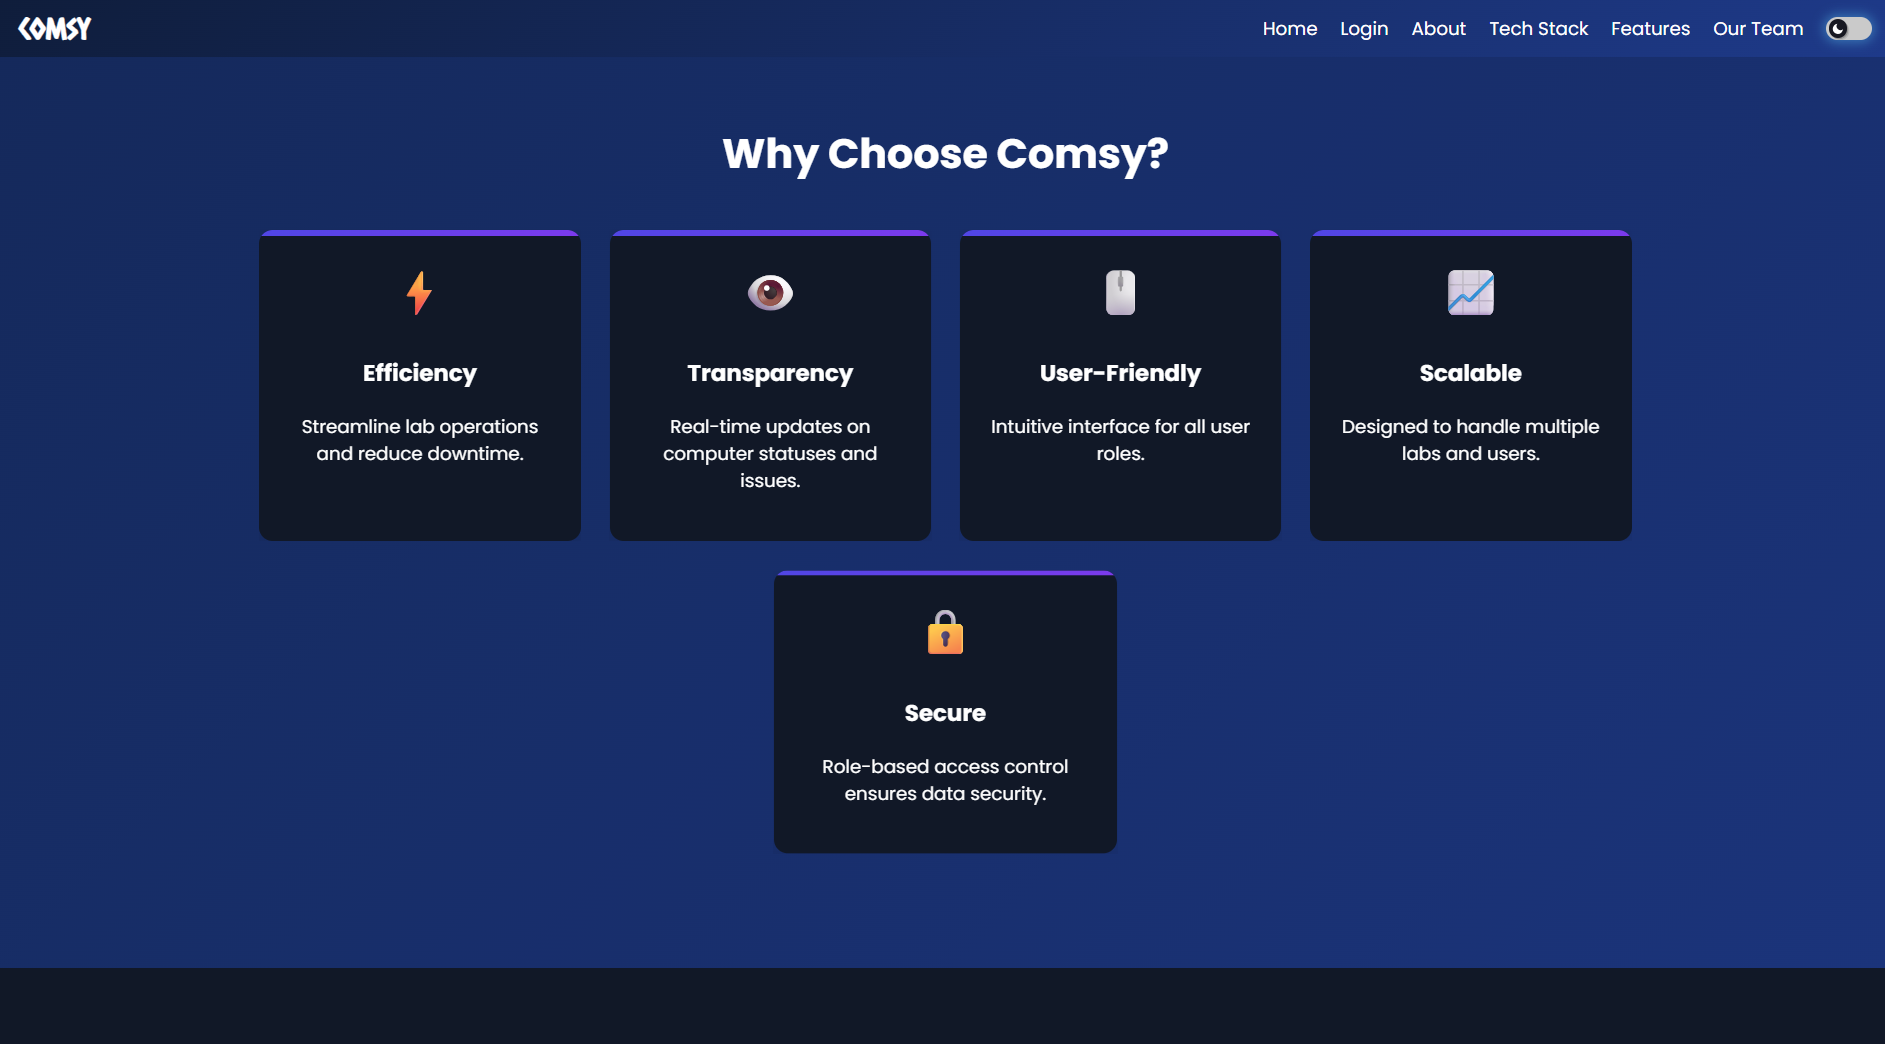 COMSY
Home Login About Tech Stack Features Our Team
Why Choose Comsy?
Efficiency
Streamline lab operations
and reduce downtime.
Transparency
Real-time updates on
computer statuses and
issues.
User-Friendly
Intuitive interface for all user
roles.
Scalable
Designed to handle multiple
labs and users.
Secure
Role-based access control
ensures data security.